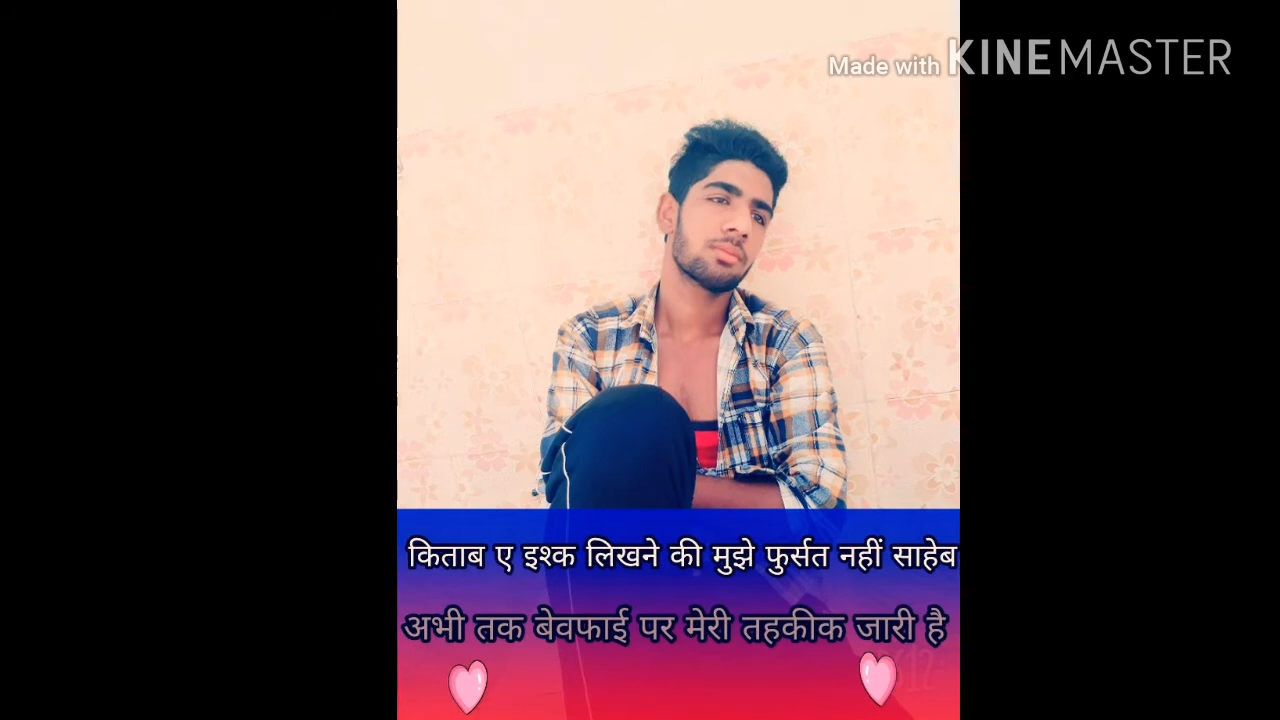 Made with KINEMASTER
किताब ए इश्क लिखने की मुझे फुर्सत नहीं साहेब
अभी तक बेवफाई पर मेरी तहकीक जारी है